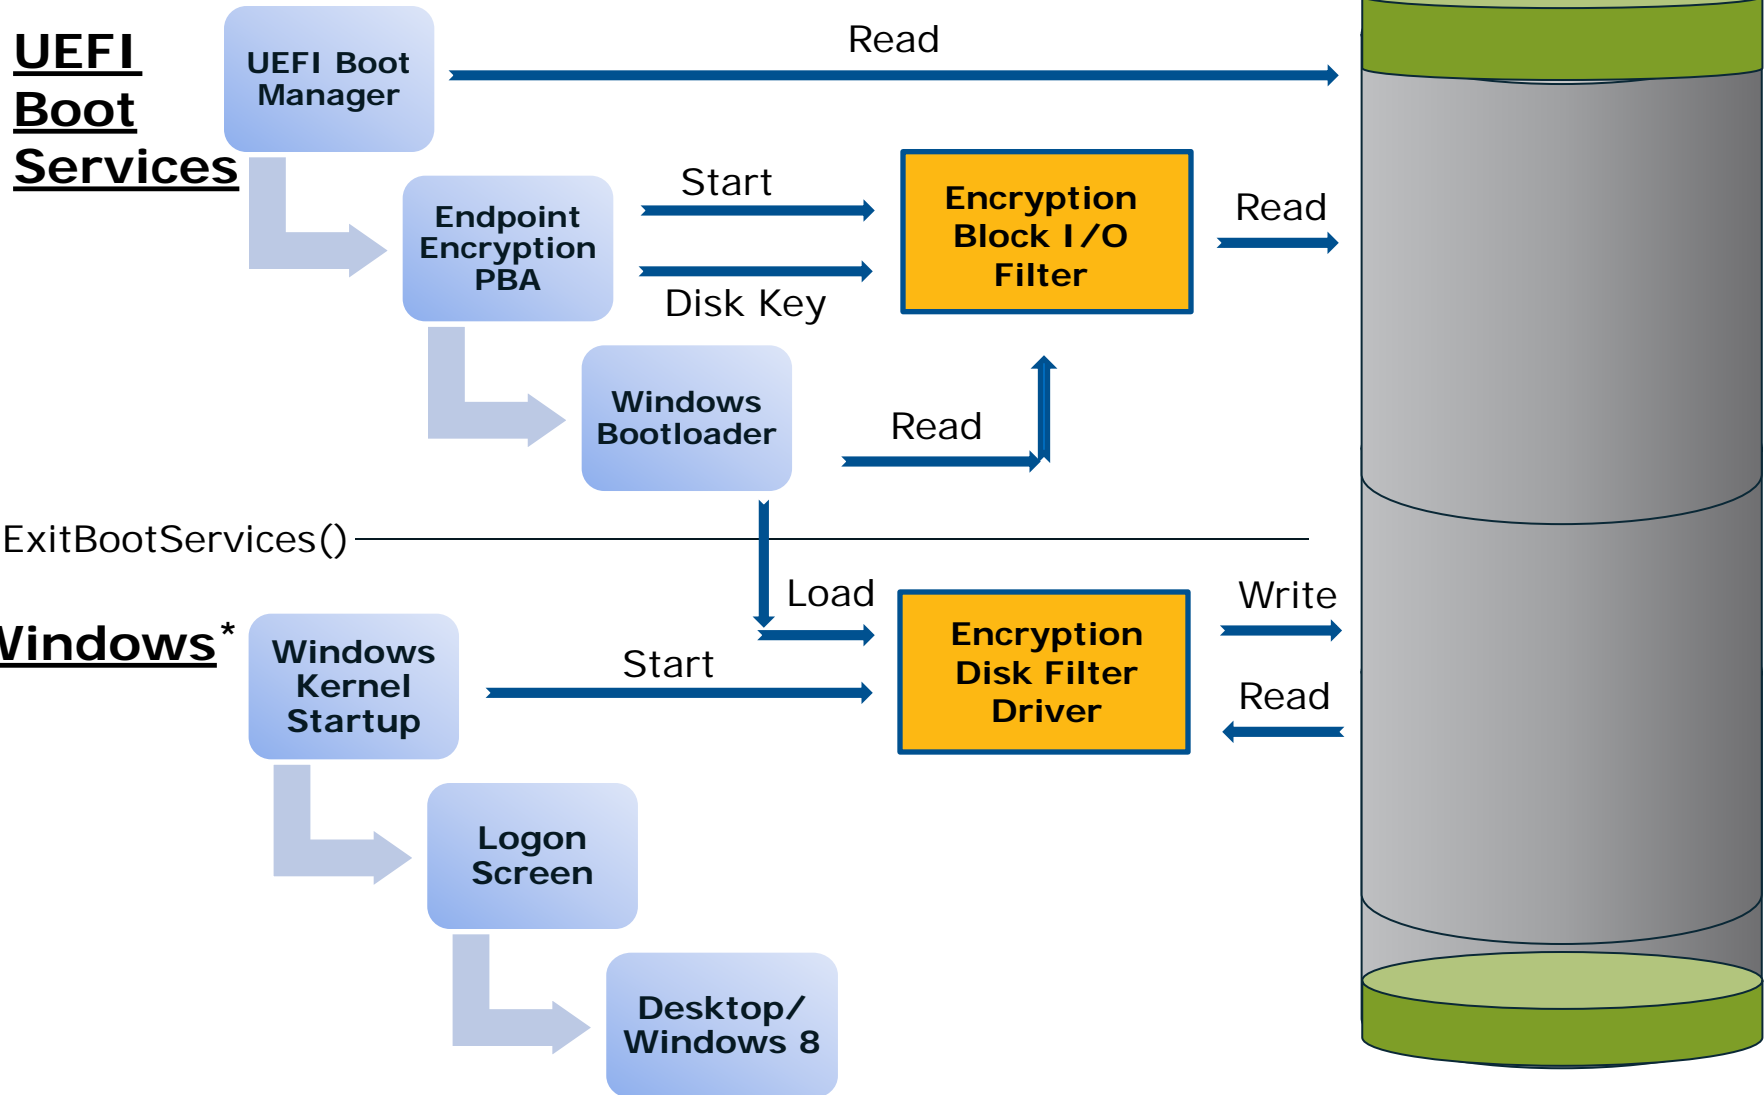 UEFI
Boot
Services
UEFI Boot
Manager
Read
Endpoint
Encryption
PBA
Start
Disk Key
Encryption
Block I/O
Filter
Read
Windows
Bootloader
Read
ExitBootServices()
Windows*
Windows
Kernel
Startup
Load
Start
Encryption
Disk Filter
Driver
Write
Read
Logon
Screen
Desktop/
Windows 8